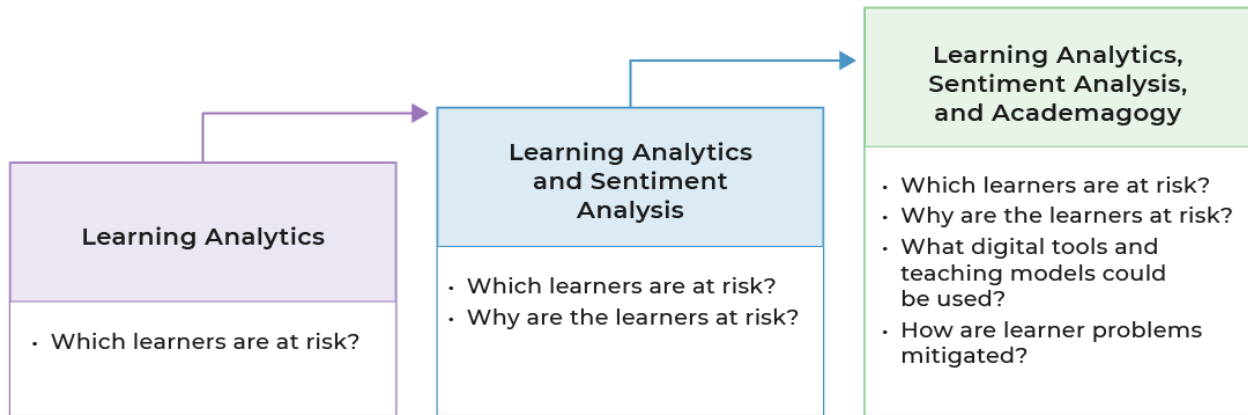 Learning Analytics
• Which learners are at risk?
Learning Analytics
and Sentiment
Analysis
• Which learners are at risk?
• Why are the learners at risk?
Learning Analytics,
Sentiment Analysis,
and Academagogy
• Which learners are at risk?
• Why are the learners at risk?
• What digital tools and
teaching models could
be used?
• How are learner problems
mitigated?